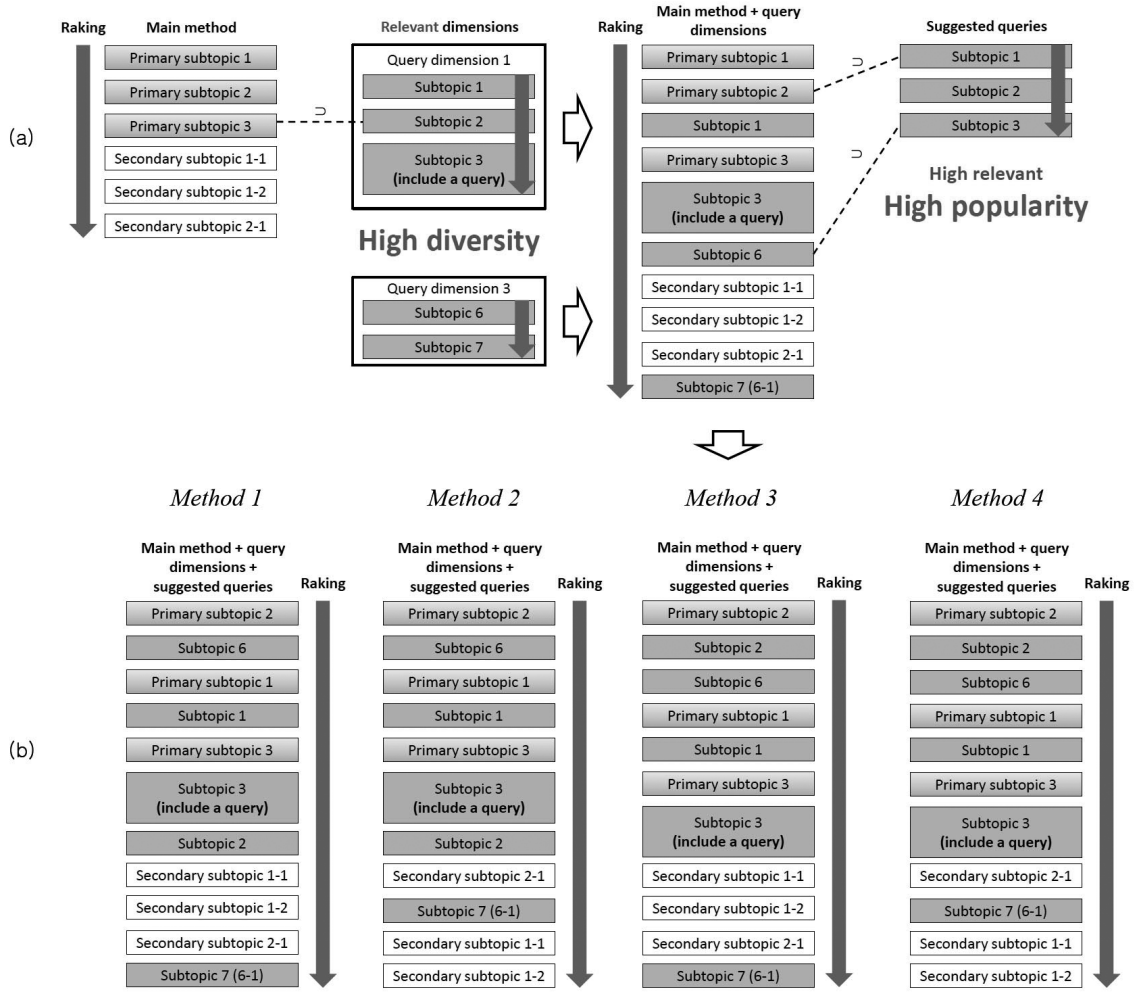 (a)
Raking
Main method
Primary subtopic 1
Primary subtopic 2
Primary subtopic 3
Secondary subtopic 1-1
Secondary subtopic 1-2
Secondary subtopic 2-1
⊃
Relevant dimensions
Query dimension 1
Subtopic 1
Subtopic 2
Subtopic 3
(include a query)
High diversity
Query dimension 3
Subtopic 6
Subtopic 7
Raking
Main method + query
dimensions
Primary subtopic 1
Primary subtopic 2
Subtopic 1
Primary subtopic 3
Subtopic 3
(include a query)
Subtopic 6
Secondary subtopic 1-1
Secondary subtopic 1-2
Secondary subtopic 2-1
Subtopic 7 (6-1)
⊃
⊃
Suggested queries
Subtopic 1
Subtopic 2
Subtopic 3
High relevant
High popularity
(b)
Method 1
Main method + query
dimensions +
suggested queries
Raking
Primary subtopic 2
Subtopic 6
Primary subtopic 1
Subtopic 1
Primary subtopic 3
Subtopic 3
(include a query)
Subtopic 2
Secondary subtopic 1-1
Secondary subtopic 1-2
Secondary subtopic 2-1
Subtopic 7 (6-1)
Method 2
Main method + query
dimensions +
suggested queries
Raking
Primary subtopic 2
Subtopic 6
Primary subtopic 1
Subtopic 1
Primary subtopic 3
Subtopic 3
(include a query)
Subtopic 2
Secondary subtopic 2-1
Subtopic 7 (6-1)
Secondary subtopic 1-1
Secondary subtopic 1-2
Method 3
Main method + query
dimensions +
suggested queries
Raking
Primary subtopic 2
Subtopic 2
Subtopic 6
Primary subtopic 1
Subtopic 1
Primary subtopic 3
Subtopic 3
(include a query)
Secondary subtopic 1-1
Secondary subtopic 1-2
Secondary subtopic 2-1
Subtopic 7 (6-1)
Method 4
Main method + query
dimensions +
suggested queries
Raking
Primary subtopic 2
Subtopic 2
Subtopic 6
Primary subtopic 1
Subtopic 1
Primary subtopic 3
Subtopic 3
(include a query)
Secondary subtopic 2-1
Subtopic 7 (6-1)
Secondary subtopic 1-1
Secondary subtopic 1-2